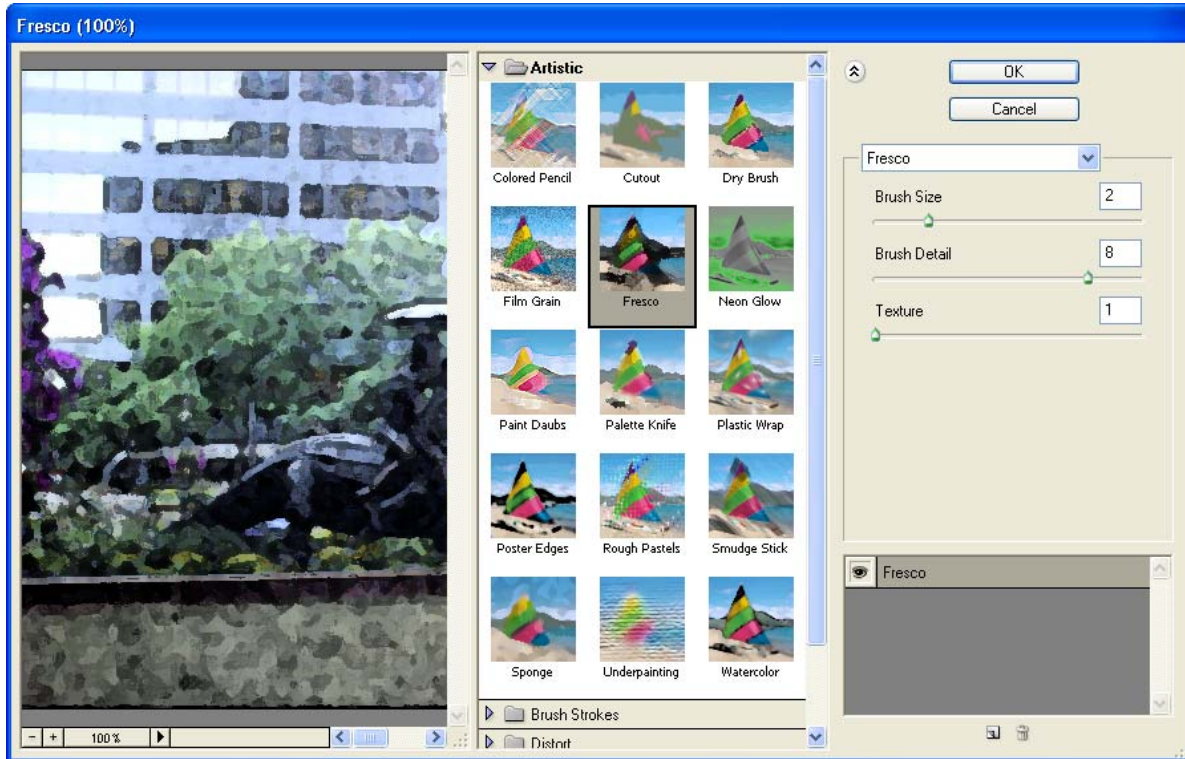 Fresco (100%)
Artistic
Colored Pencil
Cutout
Dry Brush
Film Grain
Fresco
Neon Glow
Paint Daubs
Palette Knife
Plastic Wrap
Poster Edges
Rough Pastels
Smudge Stick
Sponge
Underpainting
Watercolor
Brush Strokes
Distort
- + 100%
OK
Cancel
Fresco
Brush Size 2
Brush Detail 8
Texture 1
Fresco